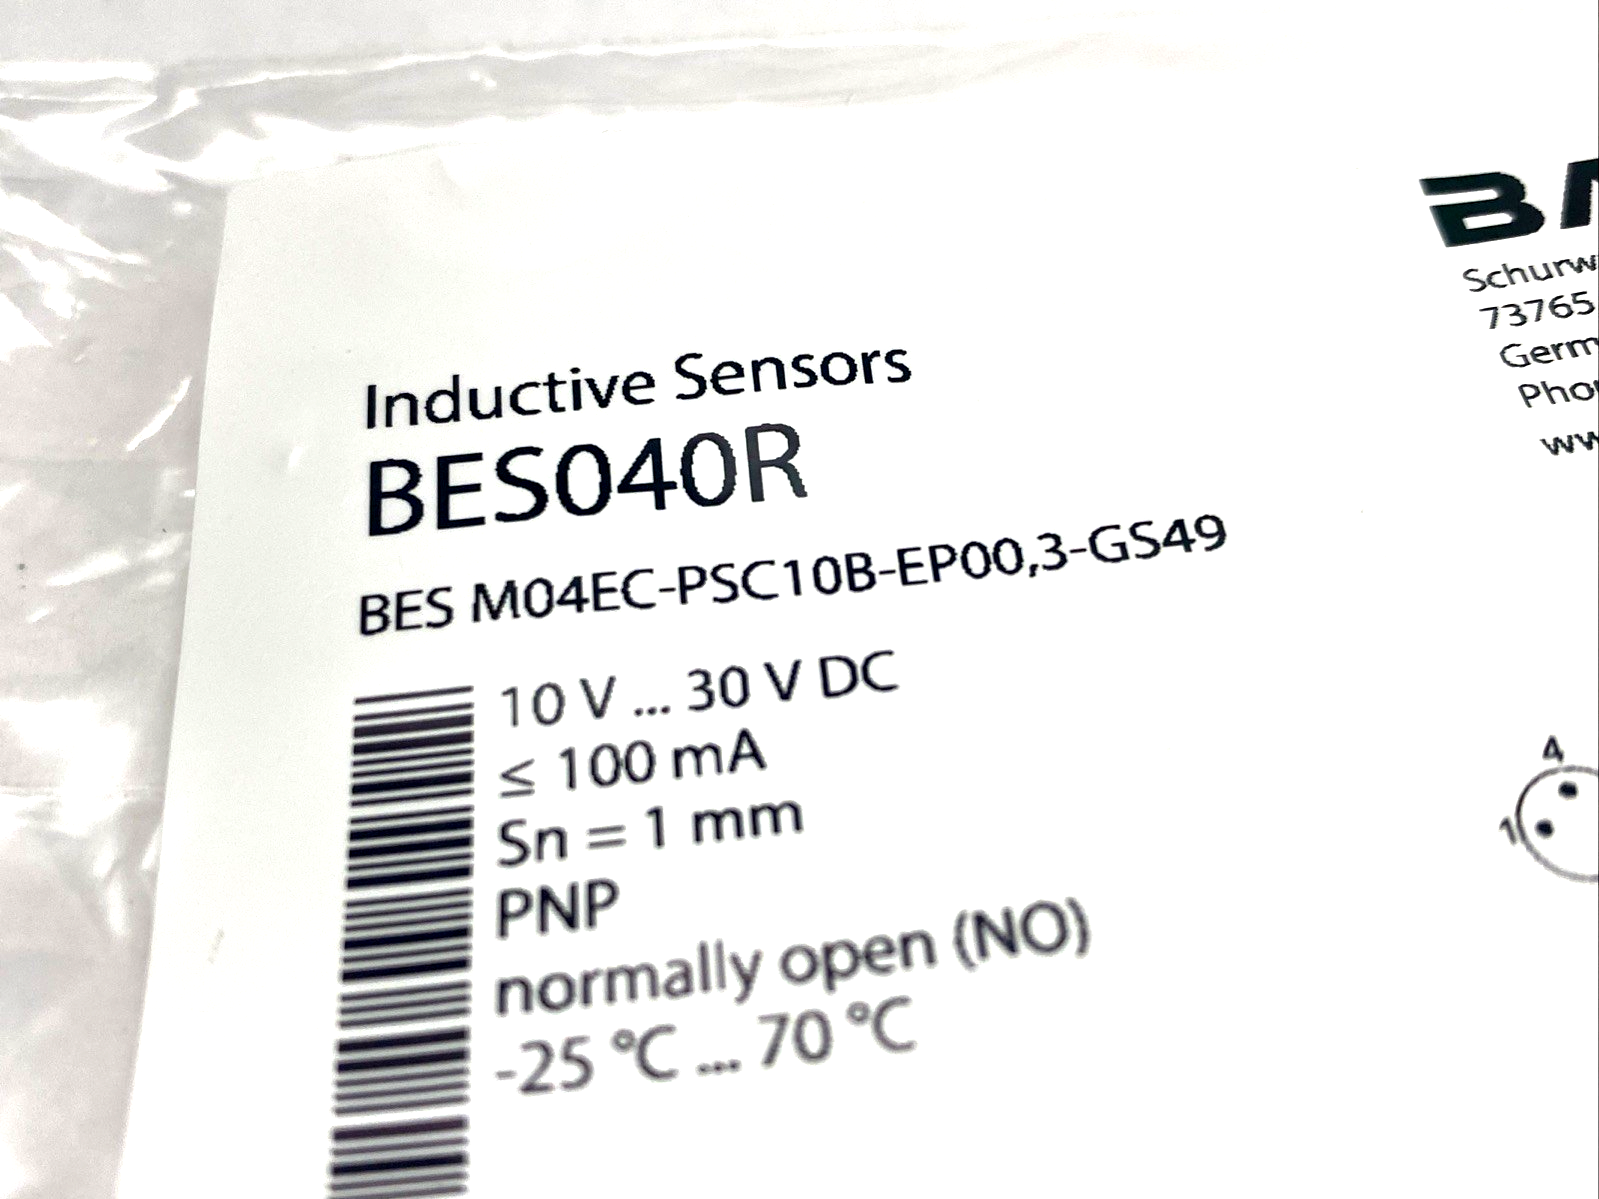 Inductive Sensors
BES040R
BES M04EC-PSC10B-EP00,3-GS49
10 V ... 30 V DC
≤ 100 mA
Sn = 1 mm
PNP
normally open (NO)
-25 °C ... 70 °C
73765
4
1